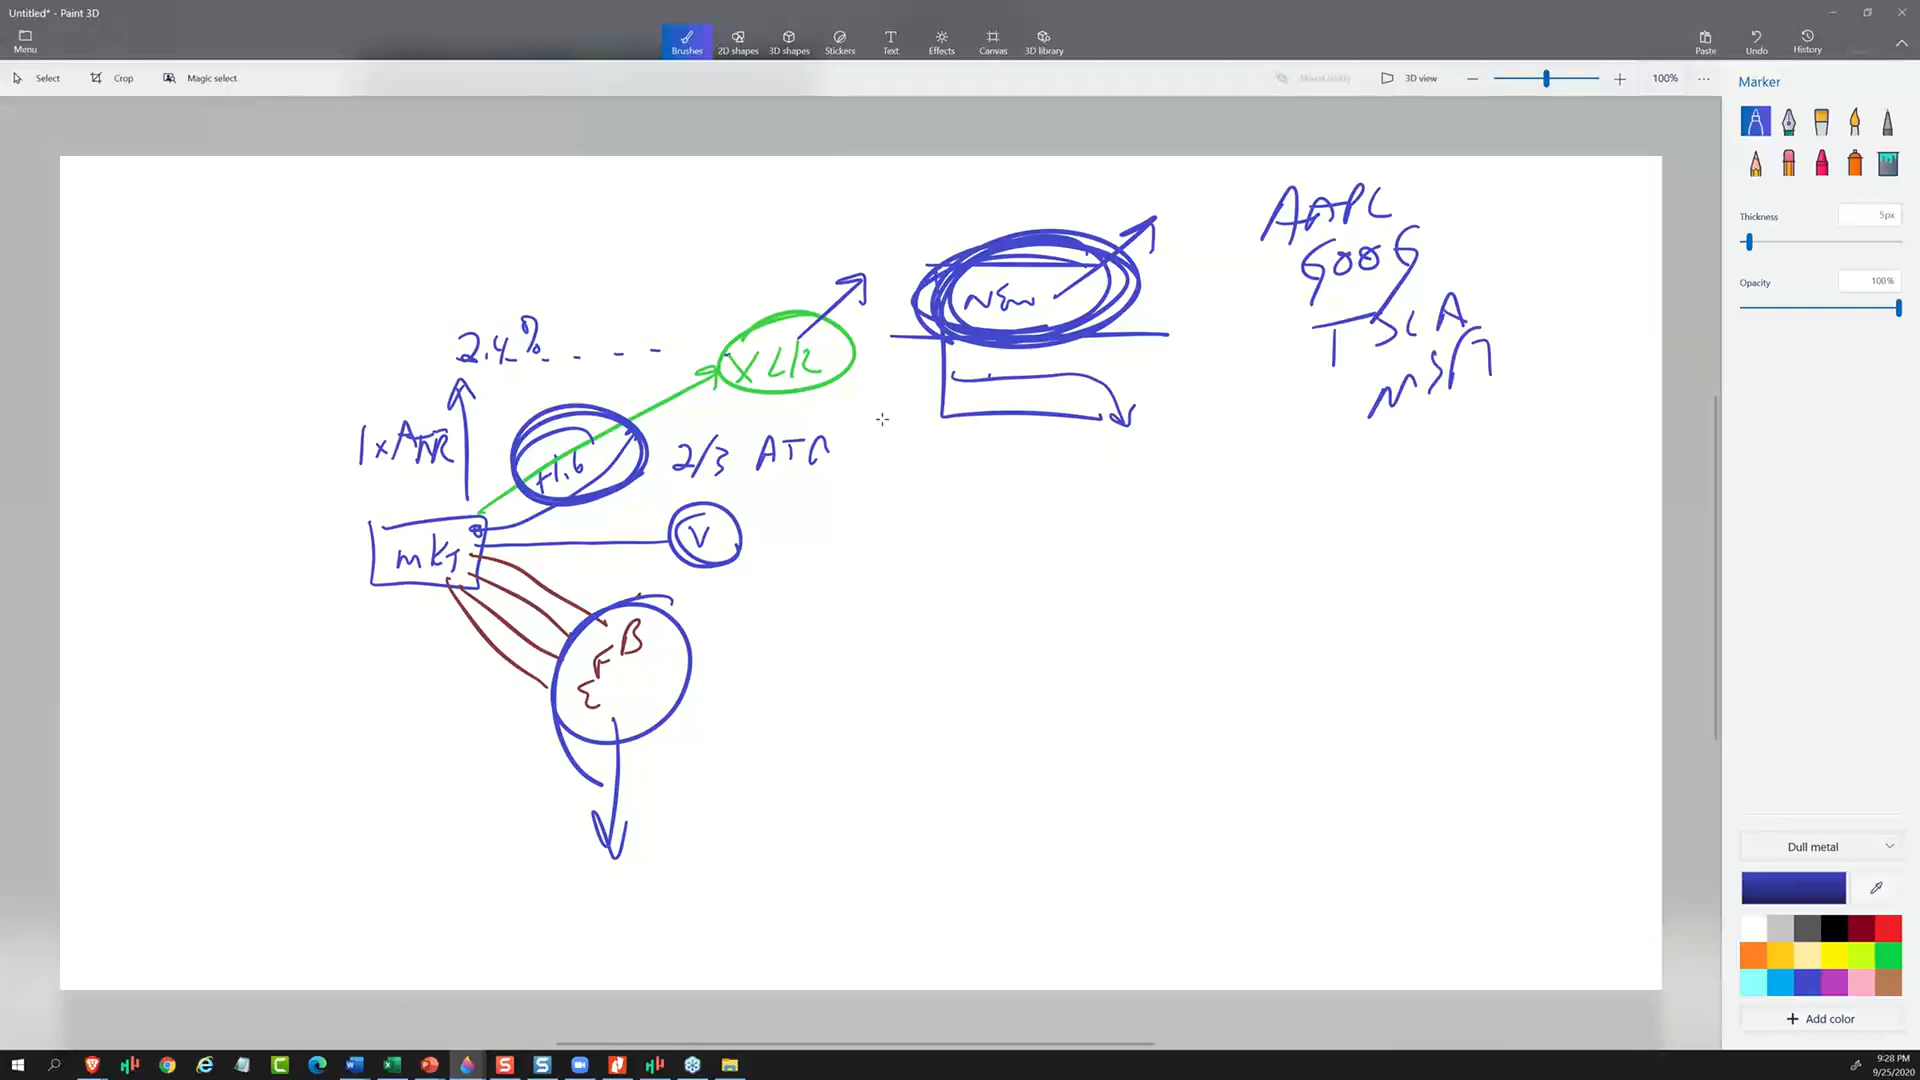 Untitled* - Paint 3D
Menu
Brushes
2D shapes
3D shapes
Stickers
Text
Effects
Canvas
3D library
Paste
Undo
History
Select
Crop
Magic select
Mixed reality
3D view
100%
Marker
Thickness
5px
Opacity
100%
AAPL
GOOG
TSLA
MSFT
NEW
2.4%
XLK
1xATR
+1.6
2/3 ATR
MKT
V
B
F
E
Dull metal
Add color
9:28 PM
9/25/2020